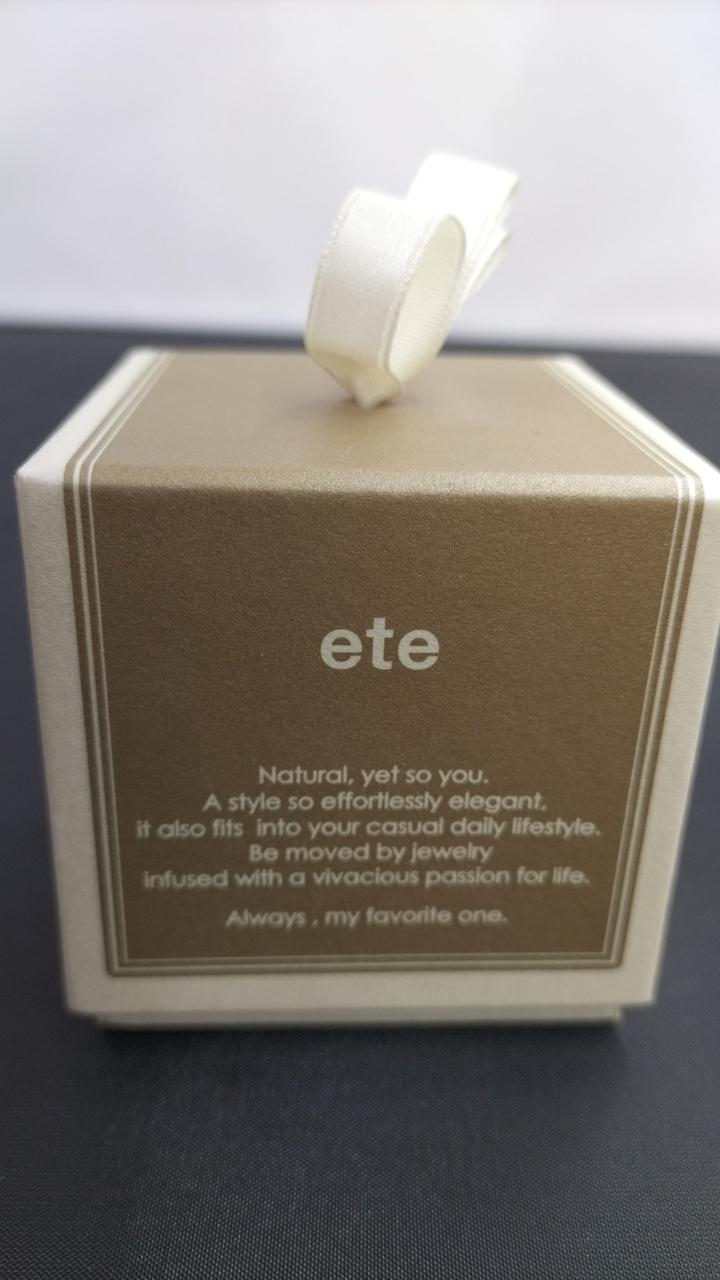 ete
Natural, yet so you.
A style so effortlessly elegant,
it also fits  into your casual daily lifestyle.
Be moved by jewelry
infused with a vivacious passion for life.
Always , my favorite one.